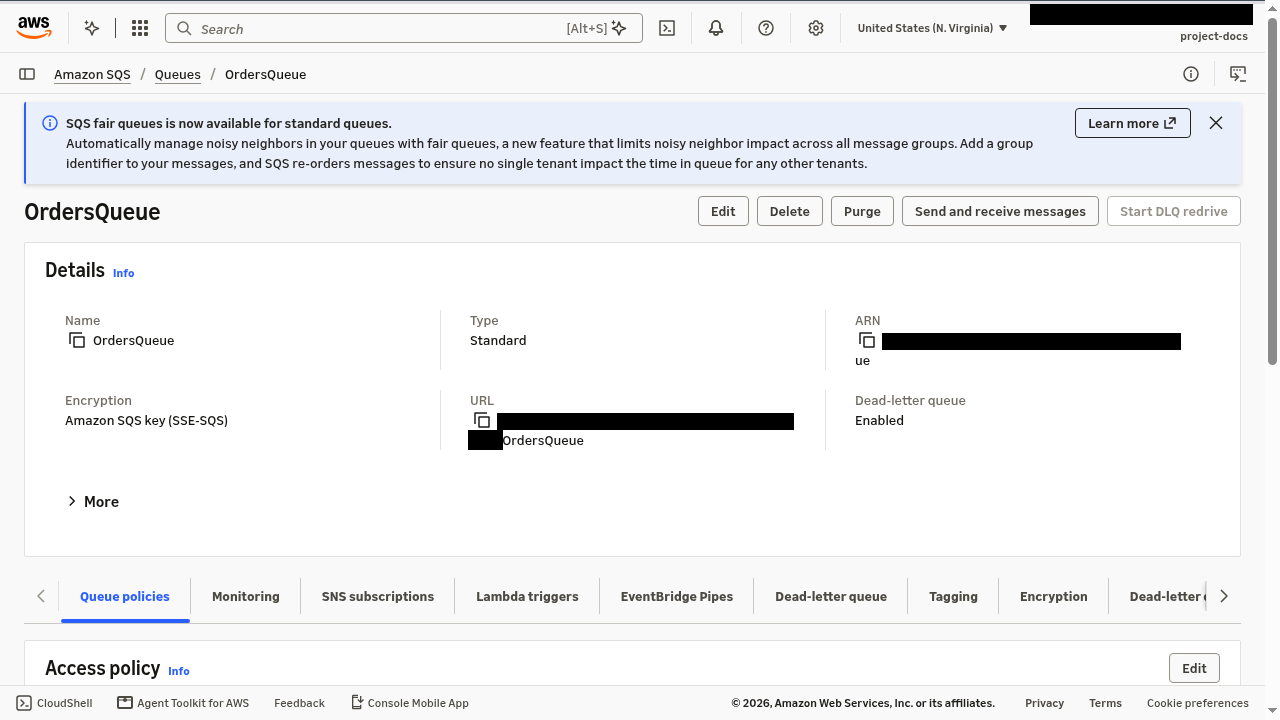 aws
Search
[Alt+S]
United States (N. Virginia)
project-docs
Amazon SQS / Queues / OrdersQueue
SQS fair queues is now available for standard queues.
Automatically manage noisy neighbors in your queues with fair queues, a new feature that limits noisy neighbor impact across all message groups. Add a group
identifier to your messages, and SQS re-orders messages to ensure no single tenant impact the time in queue for any other tenants.
Learn more
OrdersQueue
Edit
Delete
Purge
Send and receive messages
Start DLQ redrive
Details Info
Name
OrdersQueue
Type
Standard
ARN
ue
Encryption
Amazon SQS key (SSE-SQS)
URL
OrdersQueue
Dead-letter queue
Enabled
More
Queue policies
Monitoring
SNS subscriptions
Lambda triggers
EventBridge Pipes
Dead-letter queue
Tagging
Encryption
Dead-letter
Access policy Info
Edit
CloudShell
Agent Toolkit for AWS
Feedback
Console Mobile App
© 2026, Amazon Web Services, Inc. or its affiliates.
Privacy
Terms
Cookie preferences